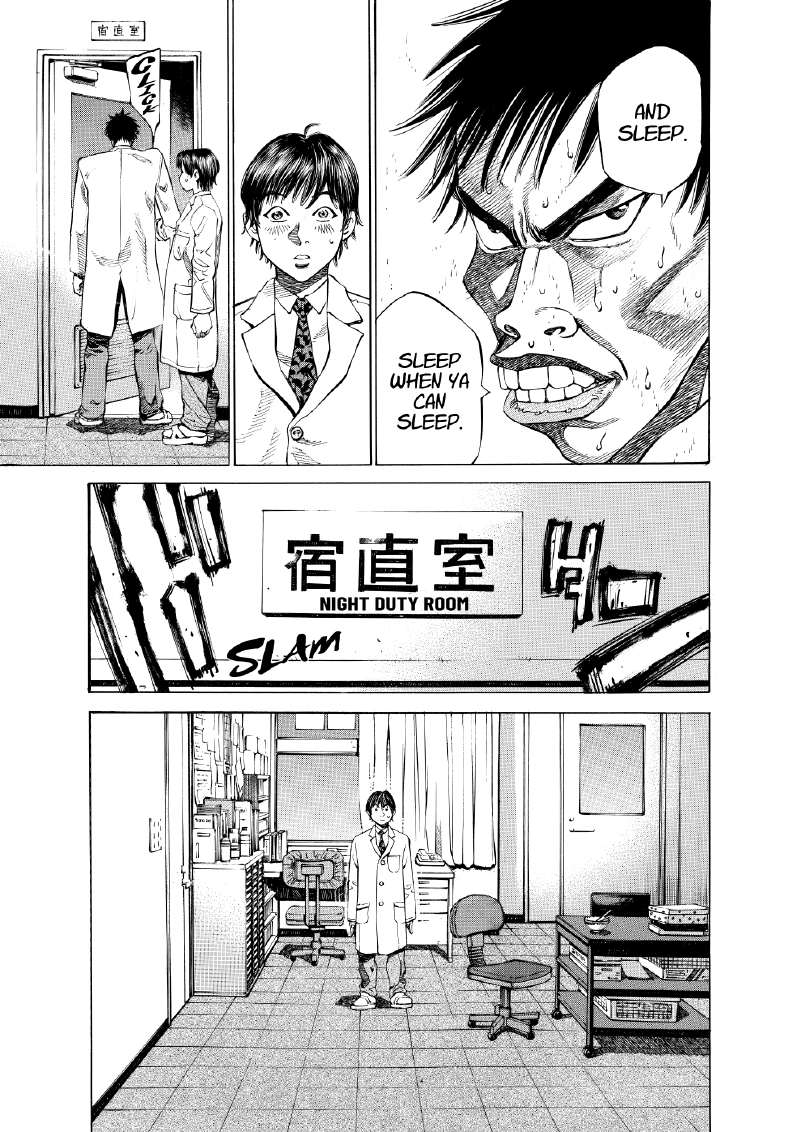 AND
SLEEP.
SLEEP
WHEN YA
CAN
SLEEP.
宿直室
CLICK
宿直室
NIGHT DUTY ROOM
SLAM